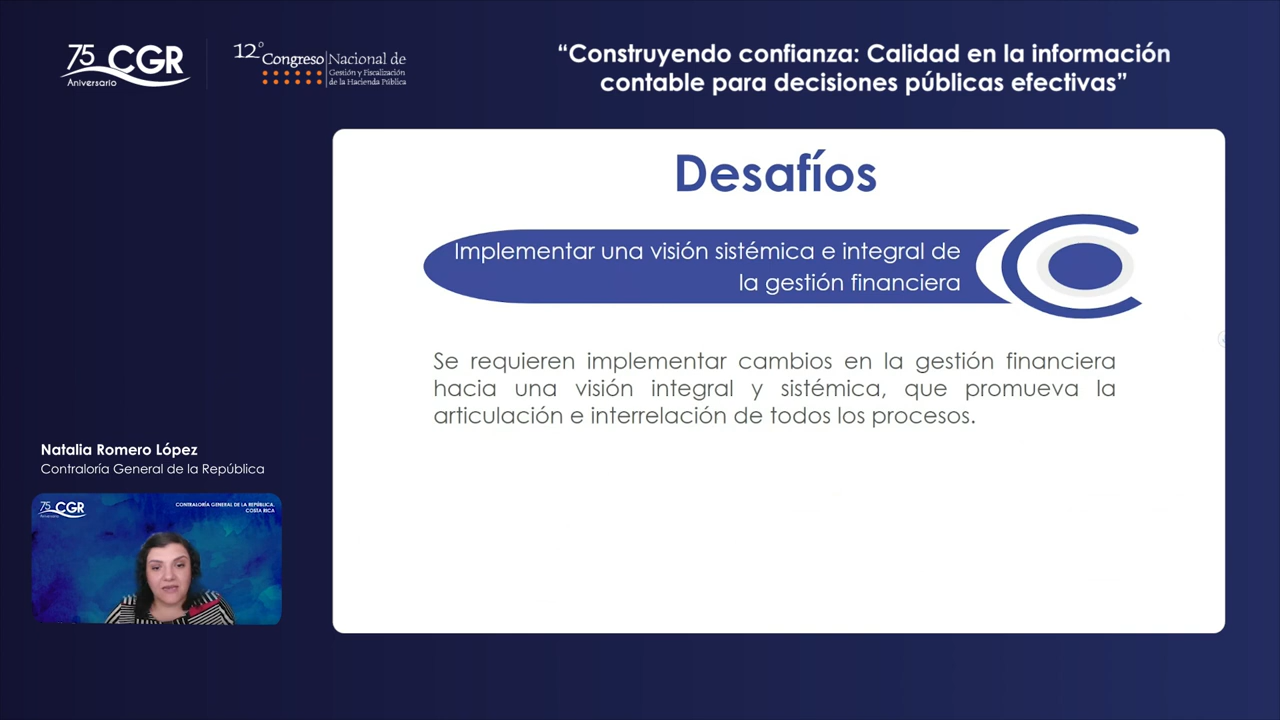 75 CGR
Aniversario
12° Congreso Nacional de
Gestión y Fiscalización
de la Hacienda Pública
“Construyendo confianza: Calidad en la información
contable para decisiones públicas efectivas”
Desafíos
Implementar una visión sistémica e integral de
la gestión financiera
Se requieren implementar cambios en la gestión financiera
hacia una visión integral y sistémica, que promueva la
articulación e interrelación de todos los procesos.
Natalia Romero López
Contraloría General de la República
75 CGR
Aniversario
CONTRALORÍA GENERAL DE LA REPÚBLICA,
COSTA RICA